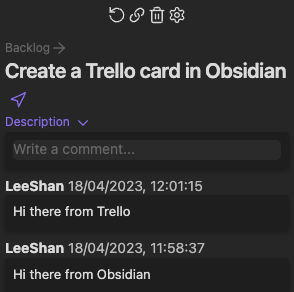 Backlog
Create a Trello card in Obsidian
Description
Write a comment...
LeeShan 18/04/2023, 12:01:15
Hi there from Trello
LeeShan 18/04/2023, 11:58:37
Hi there from Obsidian